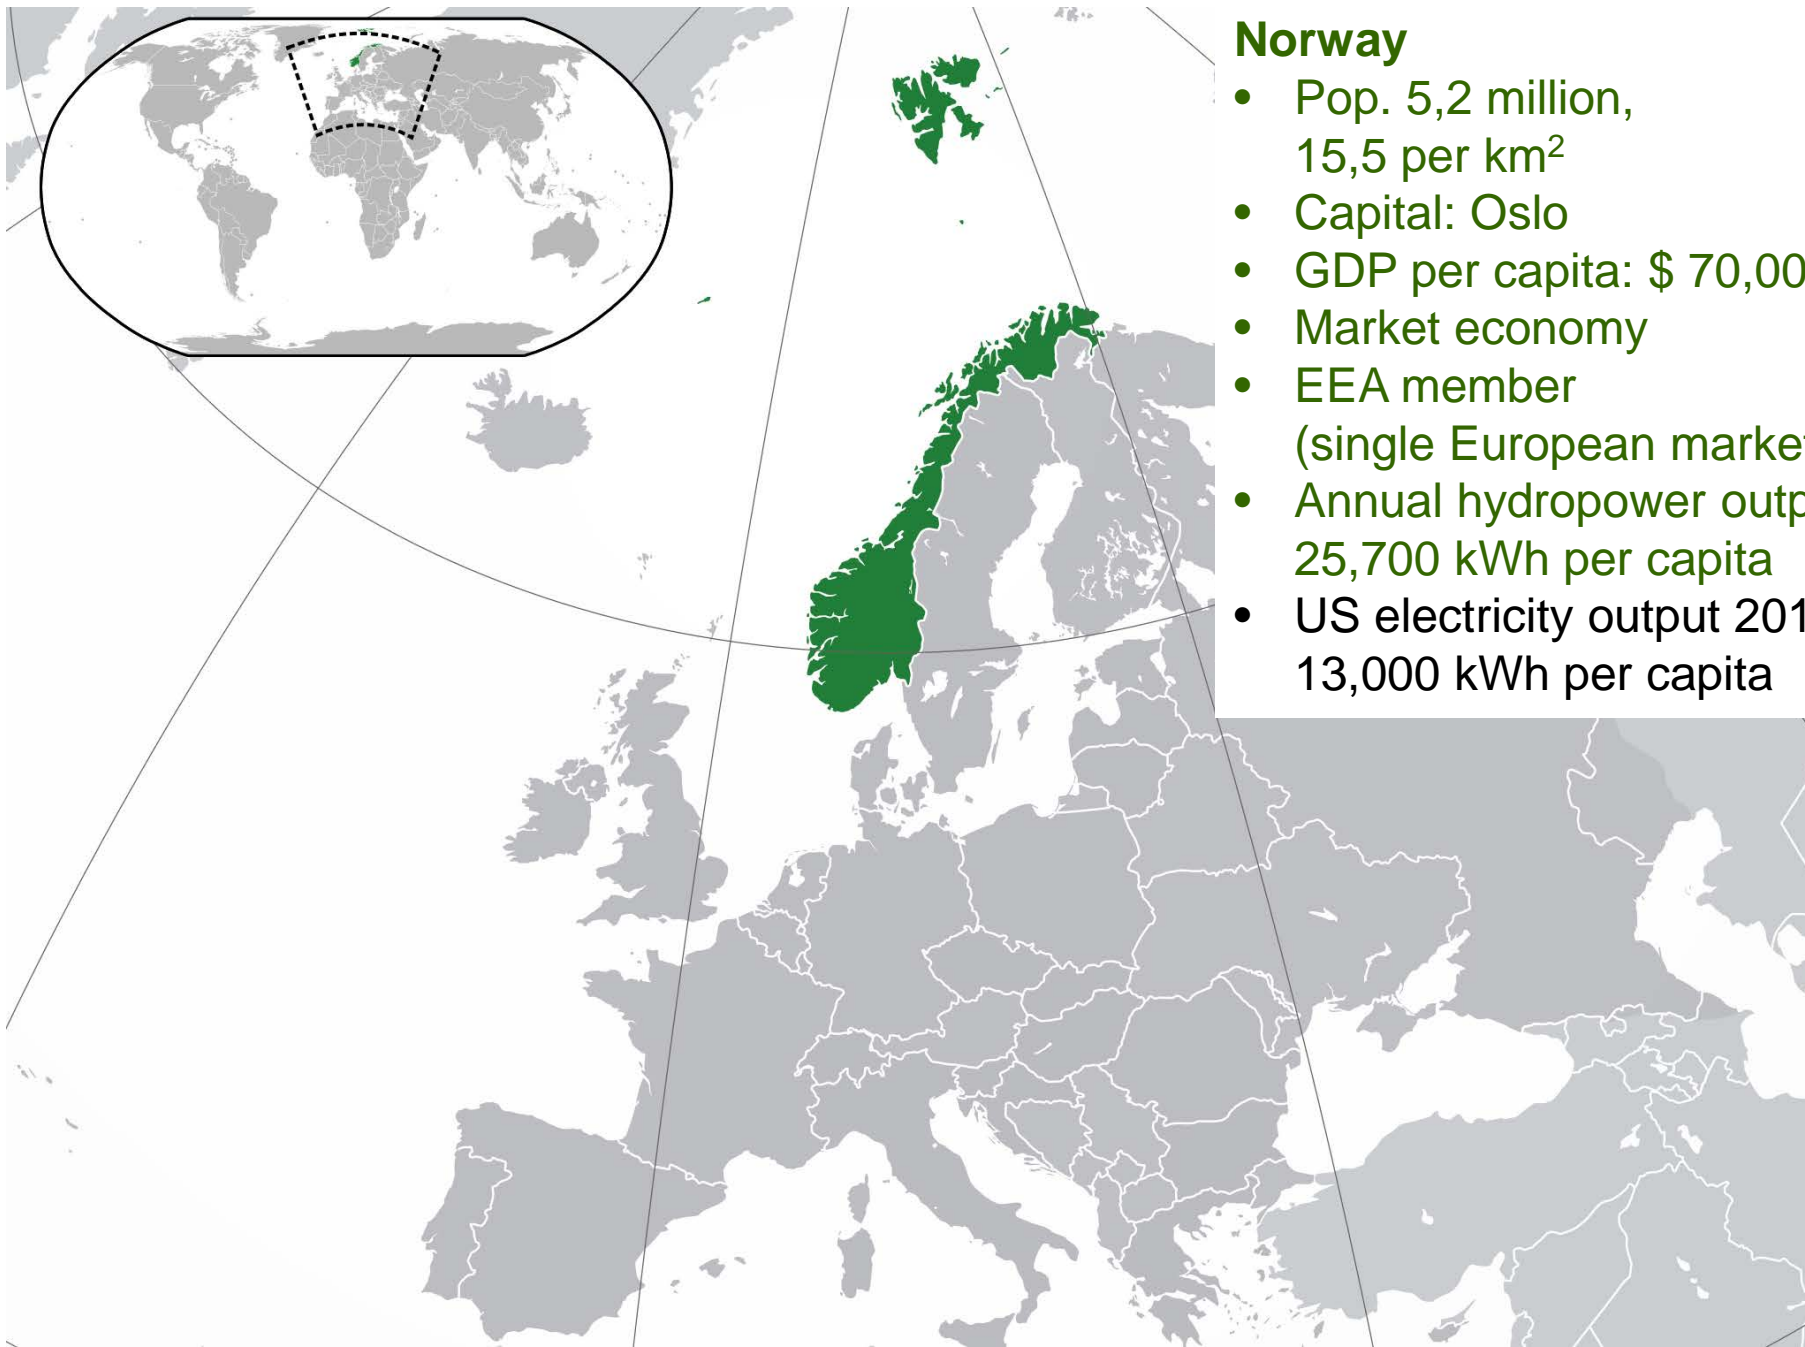 Norway
• Pop. 5,2 million,
15,5 per km²
• Capital: Oslo
• GDP per capita: $ 70,00
• Market economy
• EEA member
(single European market
• Annual hydropower outp
25,700 kWh per capita
• US electricity output 201
13,000 kWh per capita